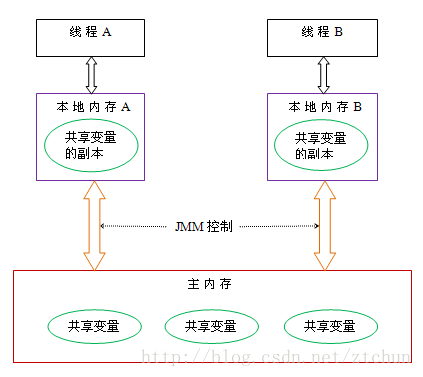 线程 A
线程 B
本地内存 A
本地内存 B
共享变量
的副本
共享变量
的副本
JMM 控制
主内存
共享变量
共享变量
共享变量
http://blog.csdn.net/ztchun